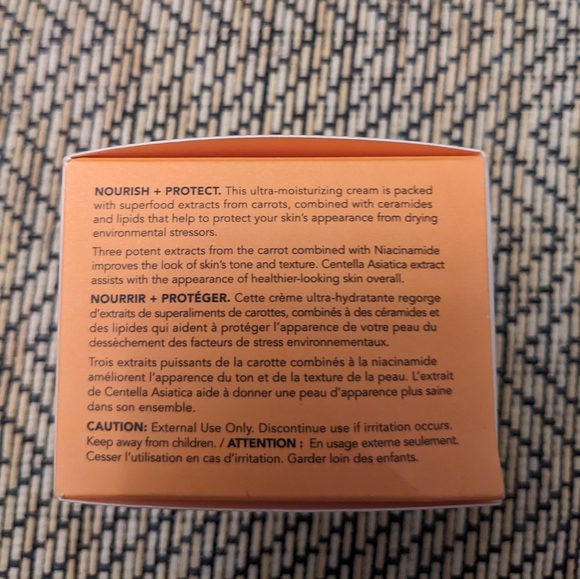 NOURISH + PROTECT. This ultra-moisturizing cream is packed
with superfood extracts from carrots, combined with ceramides
and lipids that help to protect your skin's appearance from drying
environmental stressors.
Three potent extracts from the carrot combined with Niacinamide
improves the look of skin's tone and texture. Centella Asiatica extract
assists with the appearance of healthier-looking skin overall.
NOURRIR + PROTÉGER. Cette crème ultra-hydratante regorge
d'extraits de superaliments de carottes, combinés à des céramides et
des lipides qui aident à protéger l'apparence de votre peau du
dessèchement des facteurs de stress environnementaux.
Trois extraits puissants de la carotte combinés à la niacinamide
améliorent l'apparence du ton et de la texture de la peau. L'extrait
de Centella Asiatica aide à donner une peau d'apparence plus saine
dans son ensemble.
CAUTION: External Use Only. Discontinue use if irritation occurs.
Keep away from children. / ATTENTION : En usage externe seulement.
Cesser l'utilisation en cas d'irritation. Garder loin des enfants.